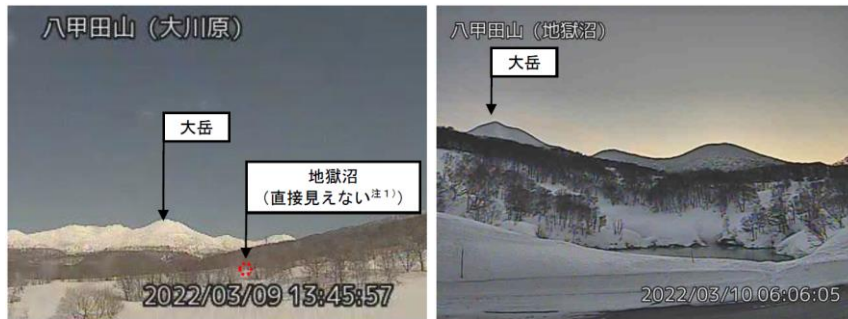 八甲田山（大川原）
大岳
地獄沼
（直接見えない注1））
2022/03/09 13:45:57
八甲田山（地獄沼）
大岳
2022/03/10 06:06:05